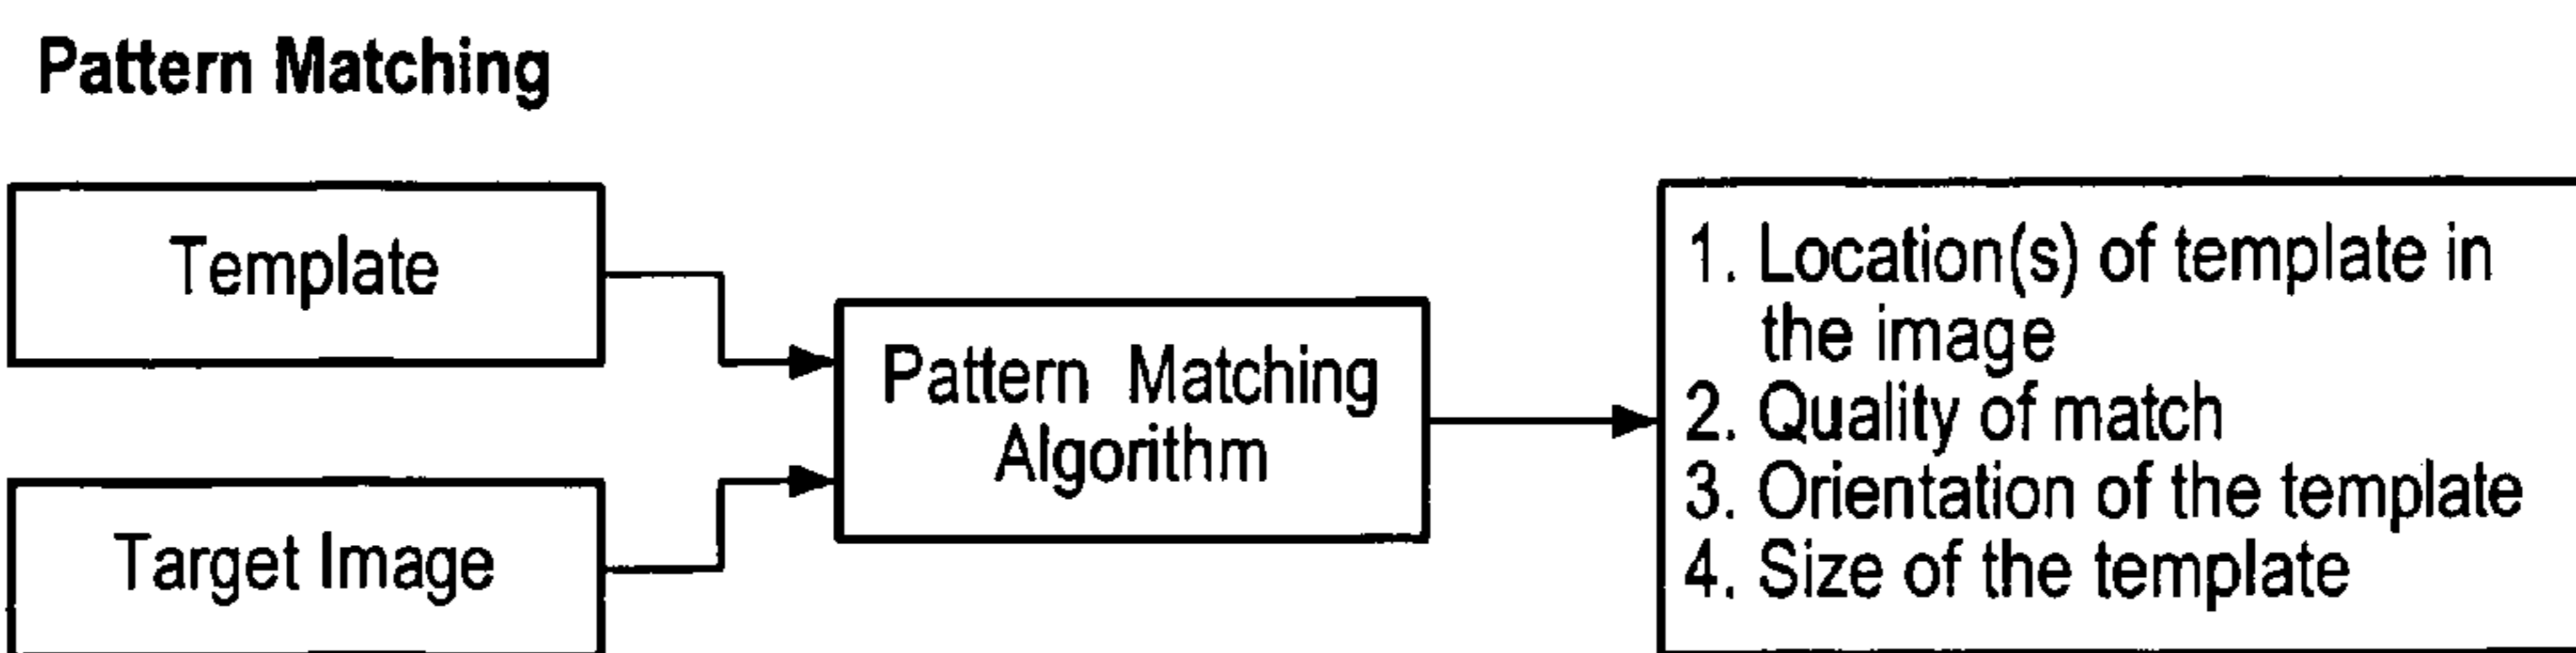 Pattern Matching
Template
Target Image
Pattern Matching
Algorithm
1. Location(s) of template in
the image
2. Quality of match
3. Orientation of the template
4. Size of the template